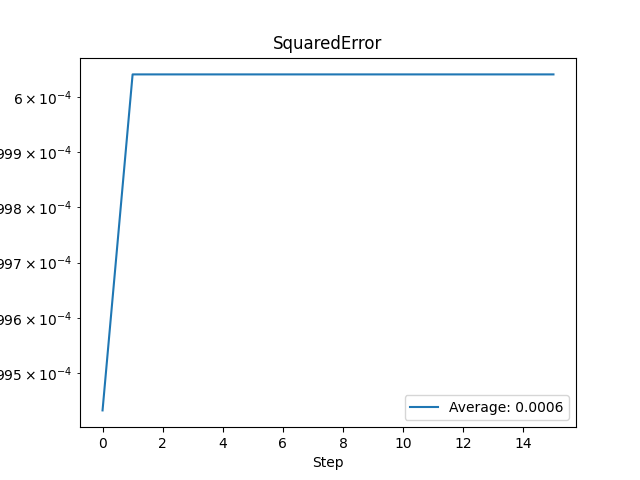 SquaredError
6 × 10⁻⁴
999 × 10⁻⁴
998 × 10⁻⁴
997 × 10⁻⁴
996 × 10⁻⁴
995 × 10⁻⁴
Average: 0.0006
0 2 4 6 8 10 12 14
Step